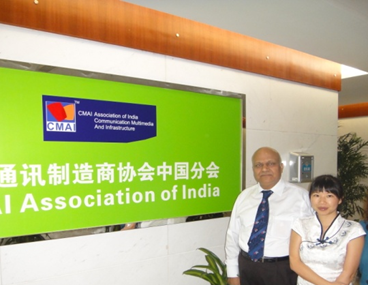 CMAI
TM
CMAI Association of India
Communication Multimedia
And Infrastructure
通讯制造商协会中国分会
AI Association of India